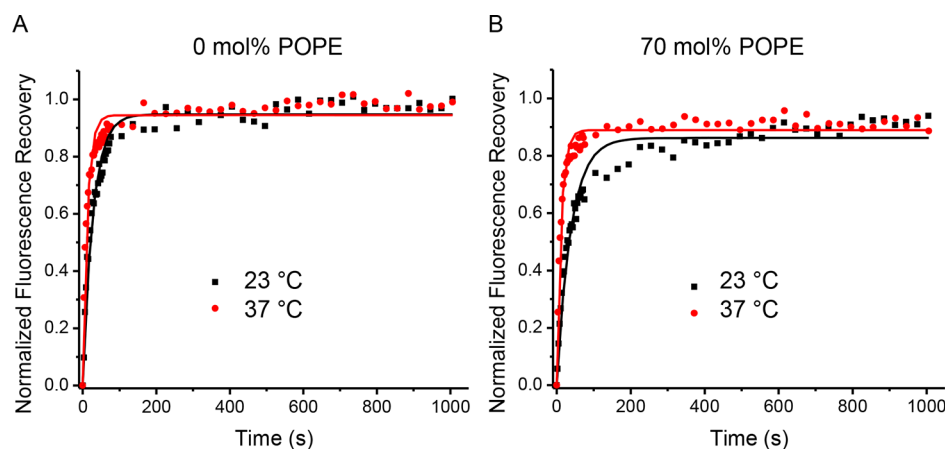 A
0 mol% POPE
Normalized Fluorescence Recovery
1.0
0.8
0.6
0.4
0.2
0.0
23 °C
37 °C
0 200 400 600 800 1000
Time (s)
B
70 mol% POPE
Normalized Fluorescence Recovery
1.0
0.8
0.6
0.4
0.2
0.0
23 °C
37 °C
0 200 400 600 800 1000
Time (s)